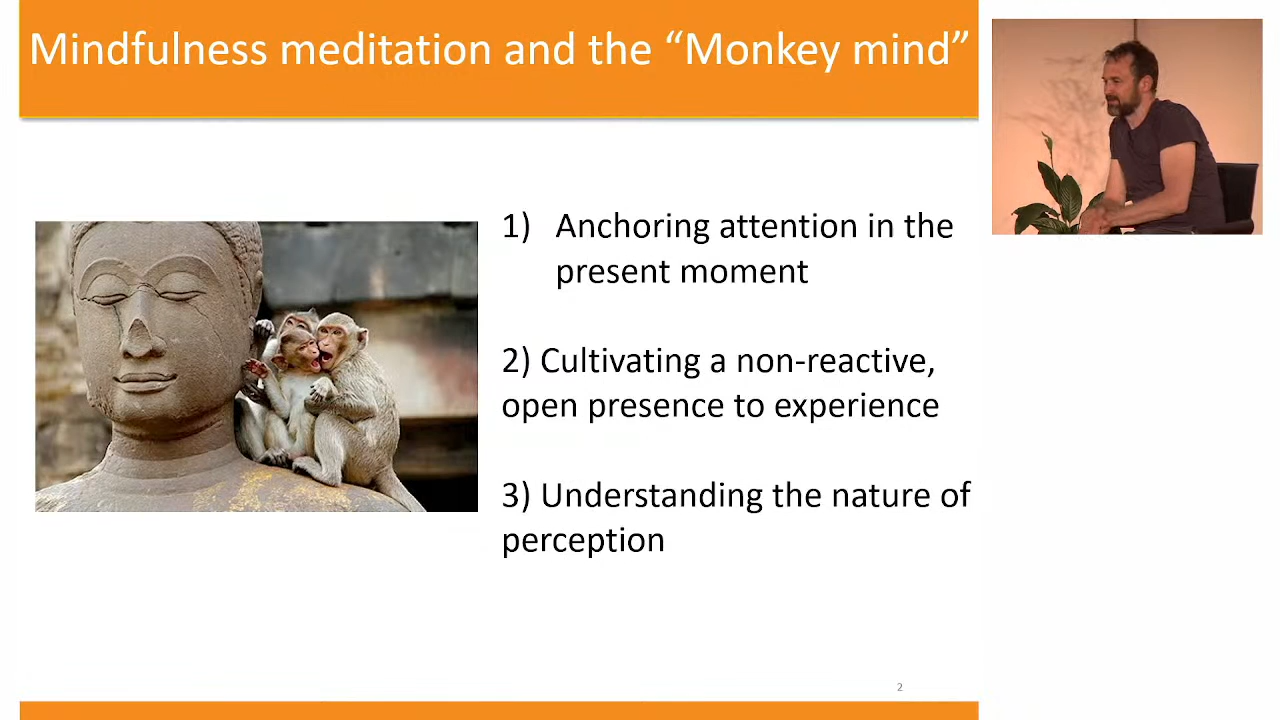 Mindfulness meditation and the “Monkey mind”
1) Anchoring attention in the
present moment
2) Cultivating a non-reactive,
open presence to experience
3) Understanding the nature of
perception
2